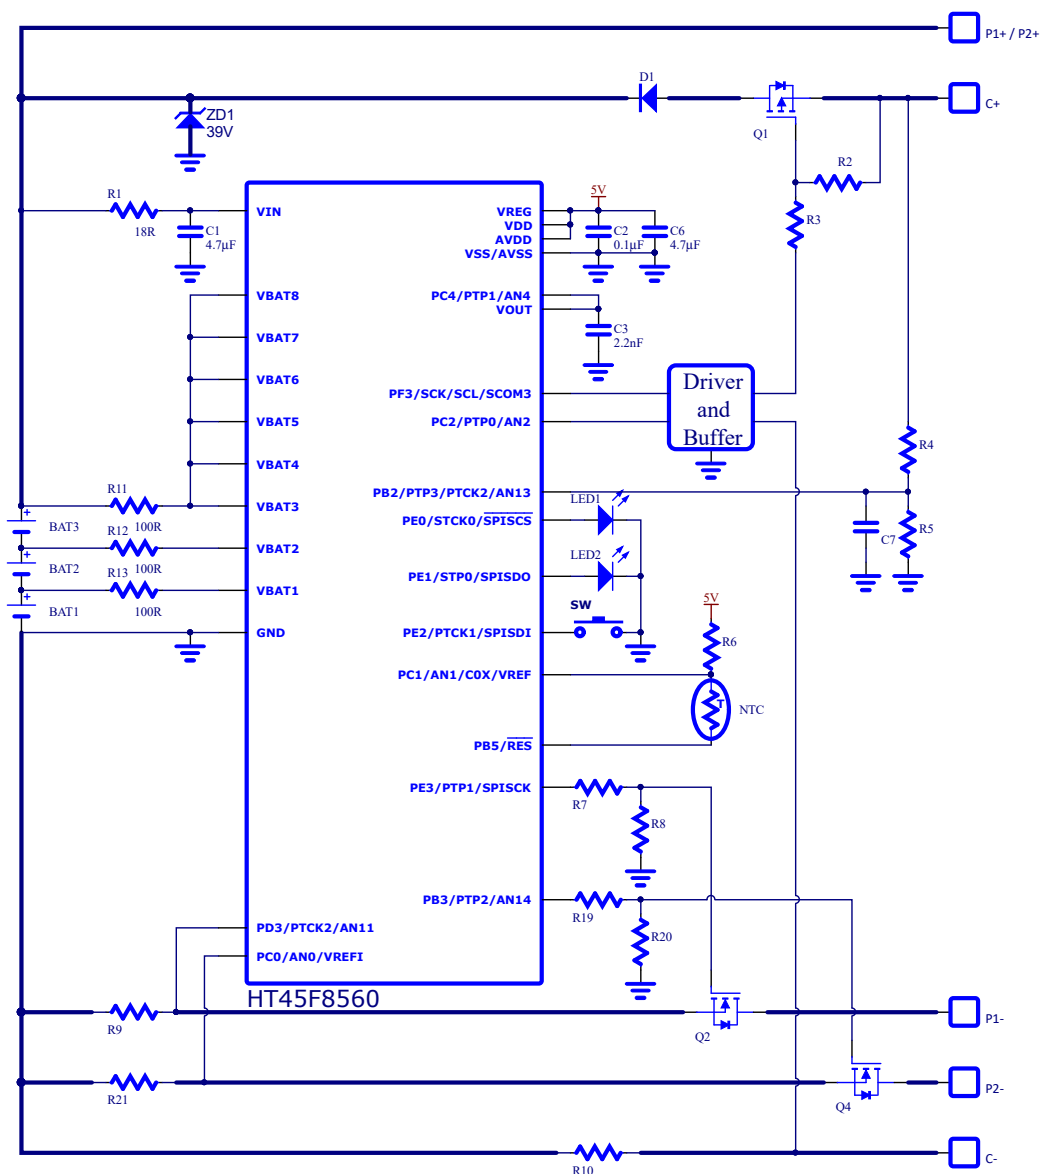 P1+ / P2+
D1
C+
ZD1
39V
Q1
R2
R1
18R
VIN
C1
4.7µF
5V
VREG
VDD
AVDD
VSS/AVSS
C2
0.1µF
C6
4.7µF
R3
VBAT8
PC4/PTP1/AN4
VOUT
VBAT7
C3
2.2nF
VBAT6
PF3/SCK/SCL/SCOM3
Driver
and
Buffer
VBAT5
PC2/PTP0/AN2
R4
VBAT4
R11
100R
VBAT3
PB2/PTP3/PTCK2/AN13
LED1
BAT3
PE0/STCK0/SPISCS
C7
R5
R12
100R
VBAT2
LED2
BAT2
R13
100R
VBAT1
PE1/STP0/SPISDO
BAT1
SW
5V
GND
PE2/PTCK1/SPISDI
R6
PC1/AN1/C0X/VREF
T
NTC
PB5/RES
PE3/PTP1/SPISCK
R7
R8
PB3/PTP2/AN14
R19
R20
PD3/PTCK2/AN11
PC0/AN0/VREFI
HT45F8560
R9
Q2
P1-
R21
Q4
P2-
R10
C-